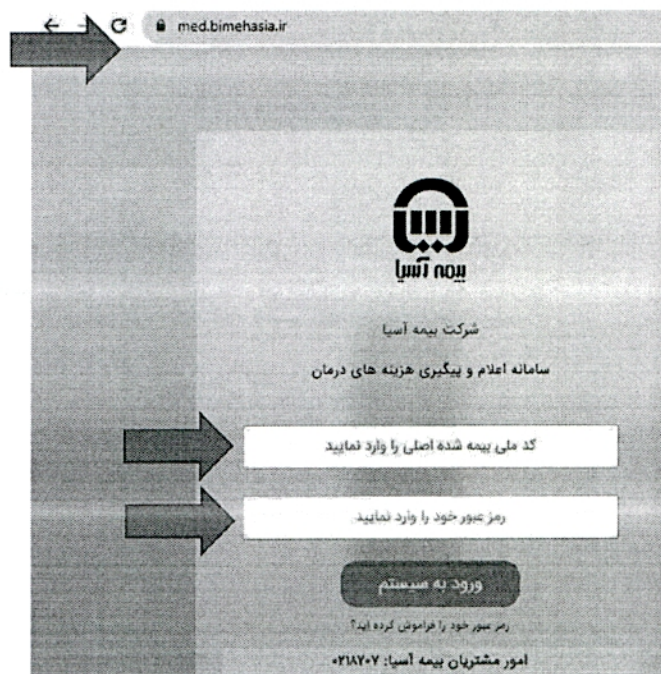 med.bimehasia.ir
بیمه آسیا
شرکت بیمه آسیا
سامانه اعلام و پیگیری هزینه های درمان
کد ملی بیمه شده اصلی را وارد نمایید
رمز عبور خود را وارد نمایید
ورود به سیستم
رمز عبور خود را فراموش کرده اید؟
امور مشتریان بیمه آسیا: ۰۲۱۸۲۰۷